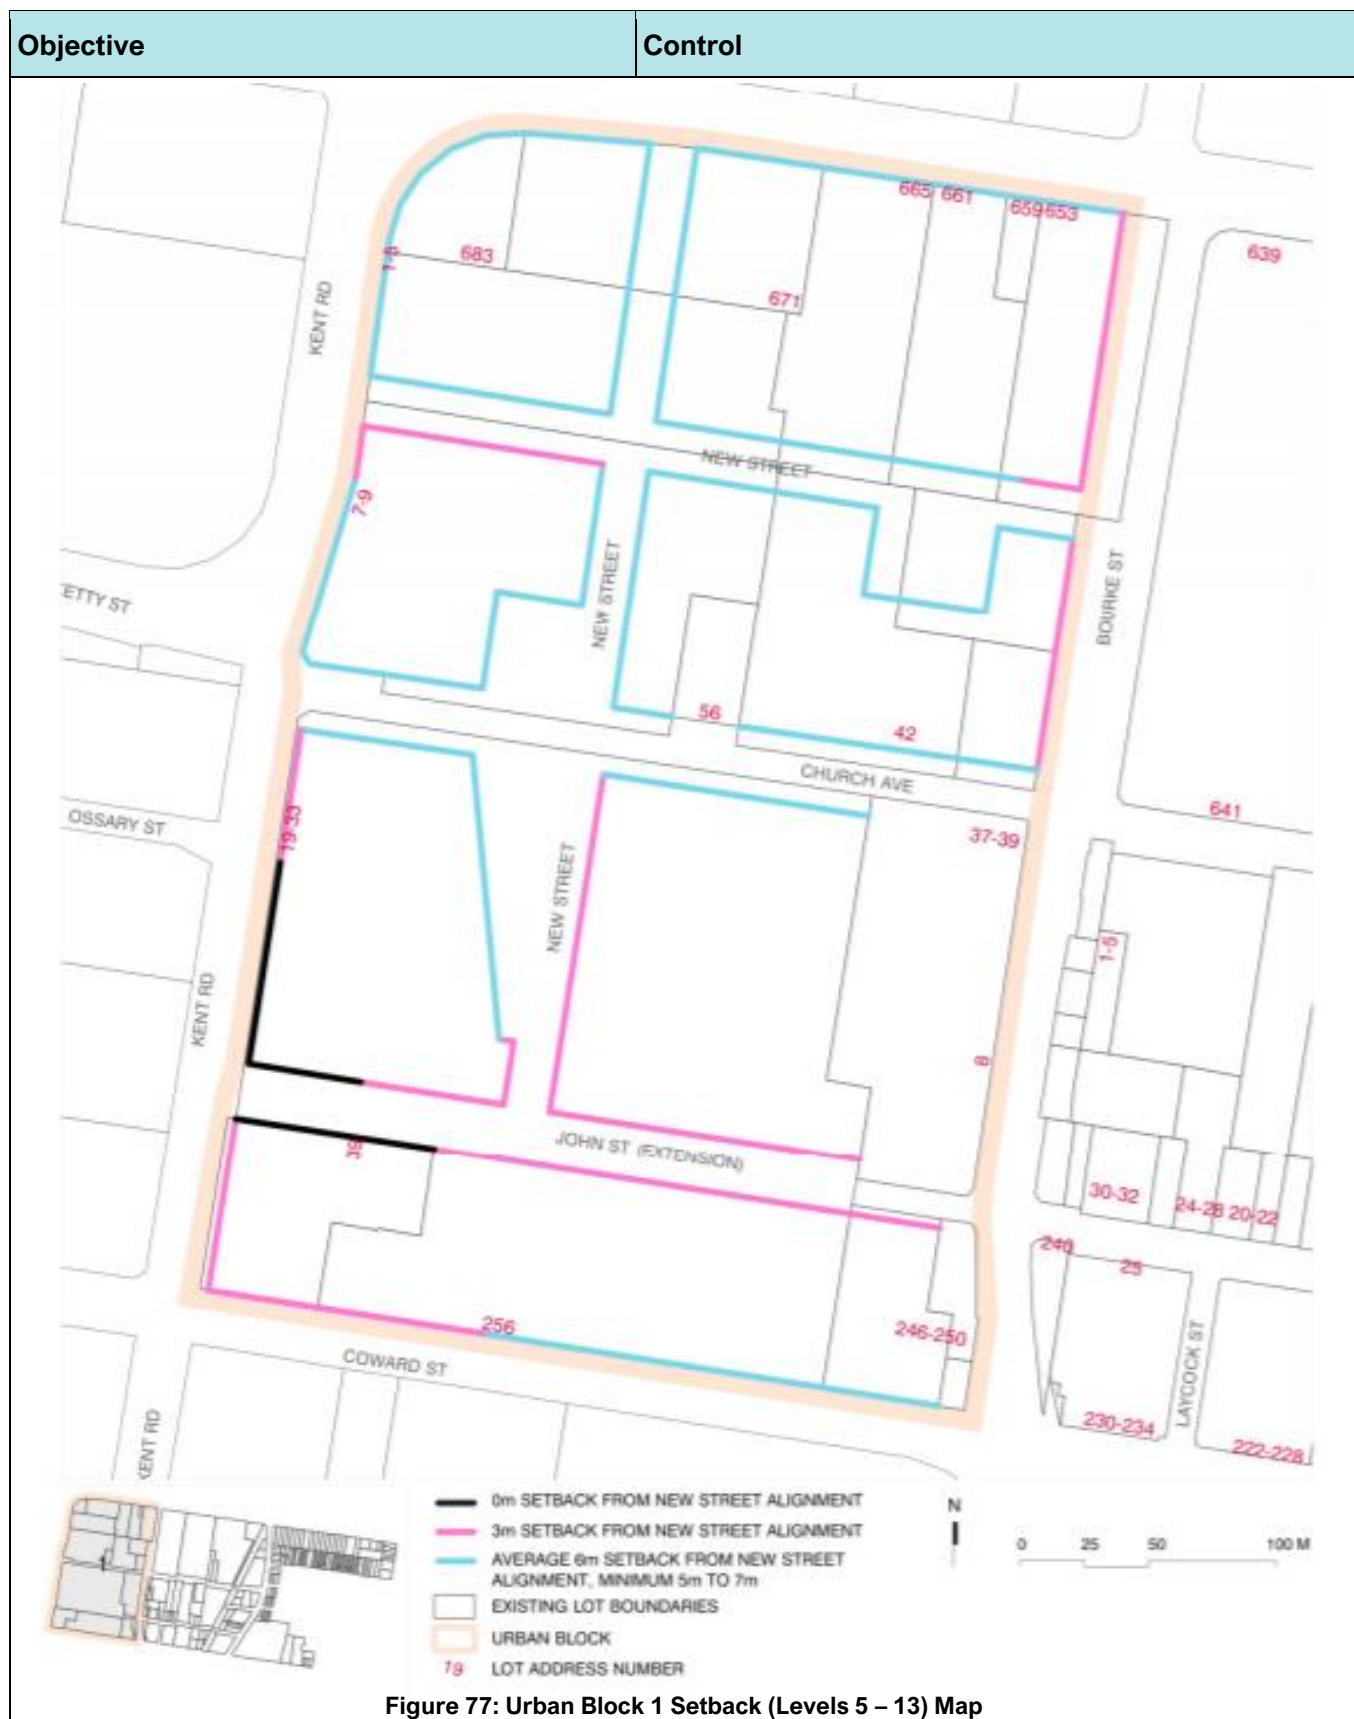 Objective
Control
665 661
659 653
639
1-5
683
671
KENT RD
NEW STREET
7-9
NEW STREET
BOURKE ST
ETTY ST
56
42
CHURCH AVE
641
OSSARY ST
19-33
37-39
NEW STREET
1-5
KENT RD
8
39
JOHN ST (EXTENSION)
30-32
24-28 20-22
240
25
256
246-250
COWARD ST
LAYCOCK ST
230-234
222-228
KENT RD
0m SETBACK FROM NEW STREET ALIGNMENT
3m SETBACK FROM NEW STREET ALIGNMENT
AVERAGE 6m SETBACK FROM NEW STREET
ALIGNMENT, MINIMUM 5m TO 7m
EXISTING LOT BOUNDARIES
URBAN BLOCK
19 LOT ADDRESS NUMBER
N
0 25 50 100 M
Figure 77: Urban Block 1 Setback (Levels 5 – 13) Map